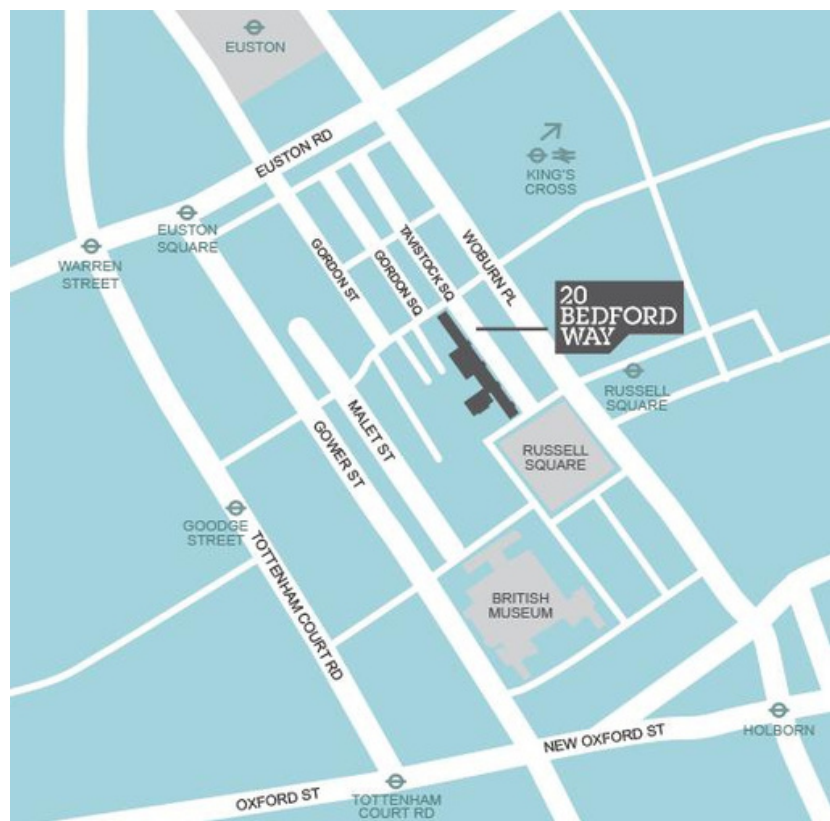 EUSTON
EUSTON RD
KING'S
CROSS
EUSTON
SQUARE
WARREN
STREET
GORDON ST
GORDON SQ
TAVISTOCK SQ
WOBURN PL
20
BEDFORD
WAY
RUSSELL
SQUARE
MALET ST
GOWER ST
RUSSELL
SQUARE
GOODGE
STREET
TOTTENHAM COURT RD
BRITISH
MUSEUM
NEW OXFORD ST
HOLBORN
OXFORD ST
TOTTENHAM
COURT RD